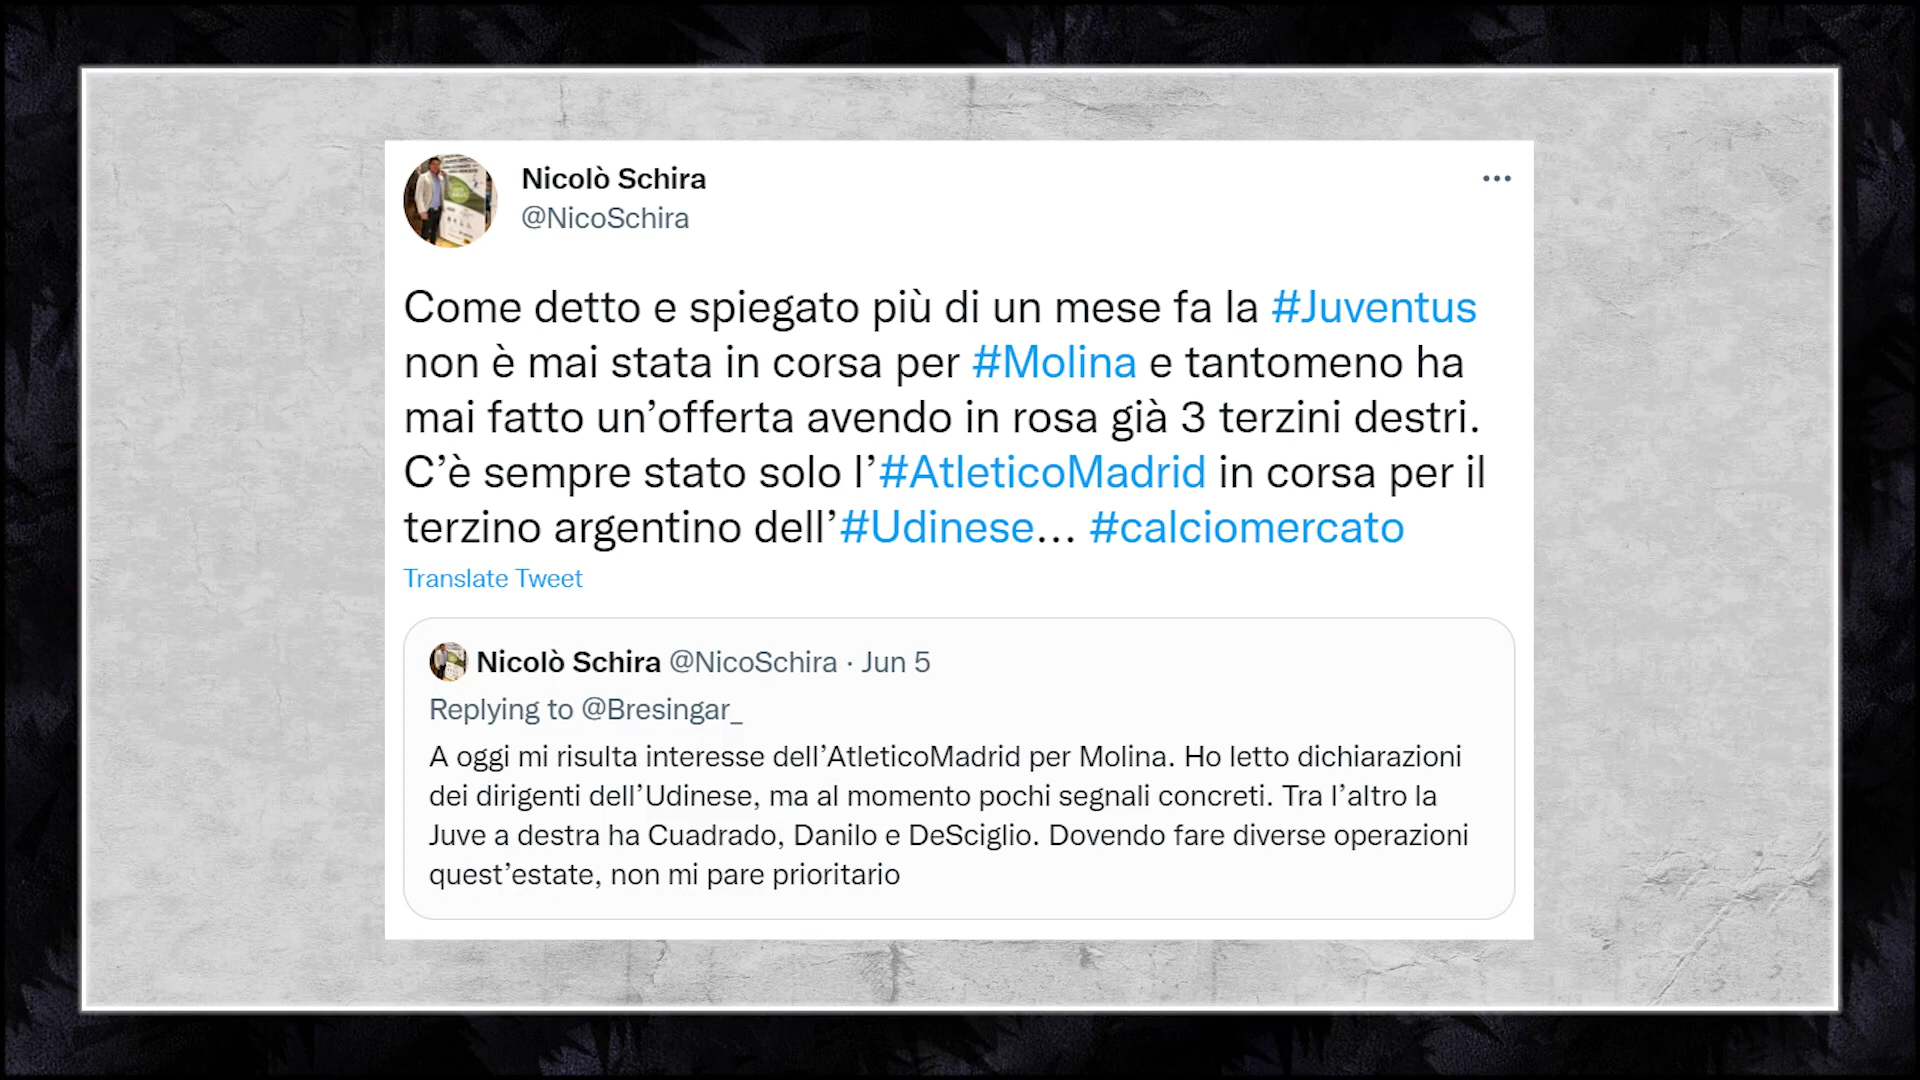 Nicolò Schira
@NicoSchira
Come detto e spiegato più di un mese fa la #Juventus
non è mai stata in corsa per #Molina e tantomeno ha
mai fatto un’offerta avendo in rosa già 3 terzini destri.
C’è sempre stato solo l’#AtleticoMadrid in corsa per il
terzino argentino dell’#Udinese... #calciomercato
Translate Tweet
Nicolò Schira @NicoSchira · Jun 5
Replying to @Bresingar_
A oggi mi risulta interesse dell’AtleticoMadrid per Molina. Ho letto dichiarazioni
dei dirigenti dell’Udinese, ma al momento pochi segnali concreti. Tra l’altro la
Juve a destra ha Cuadrado, Danilo e DeSciglio. Dovendo fare diverse operazioni
quest’estate, non mi pare prioritario